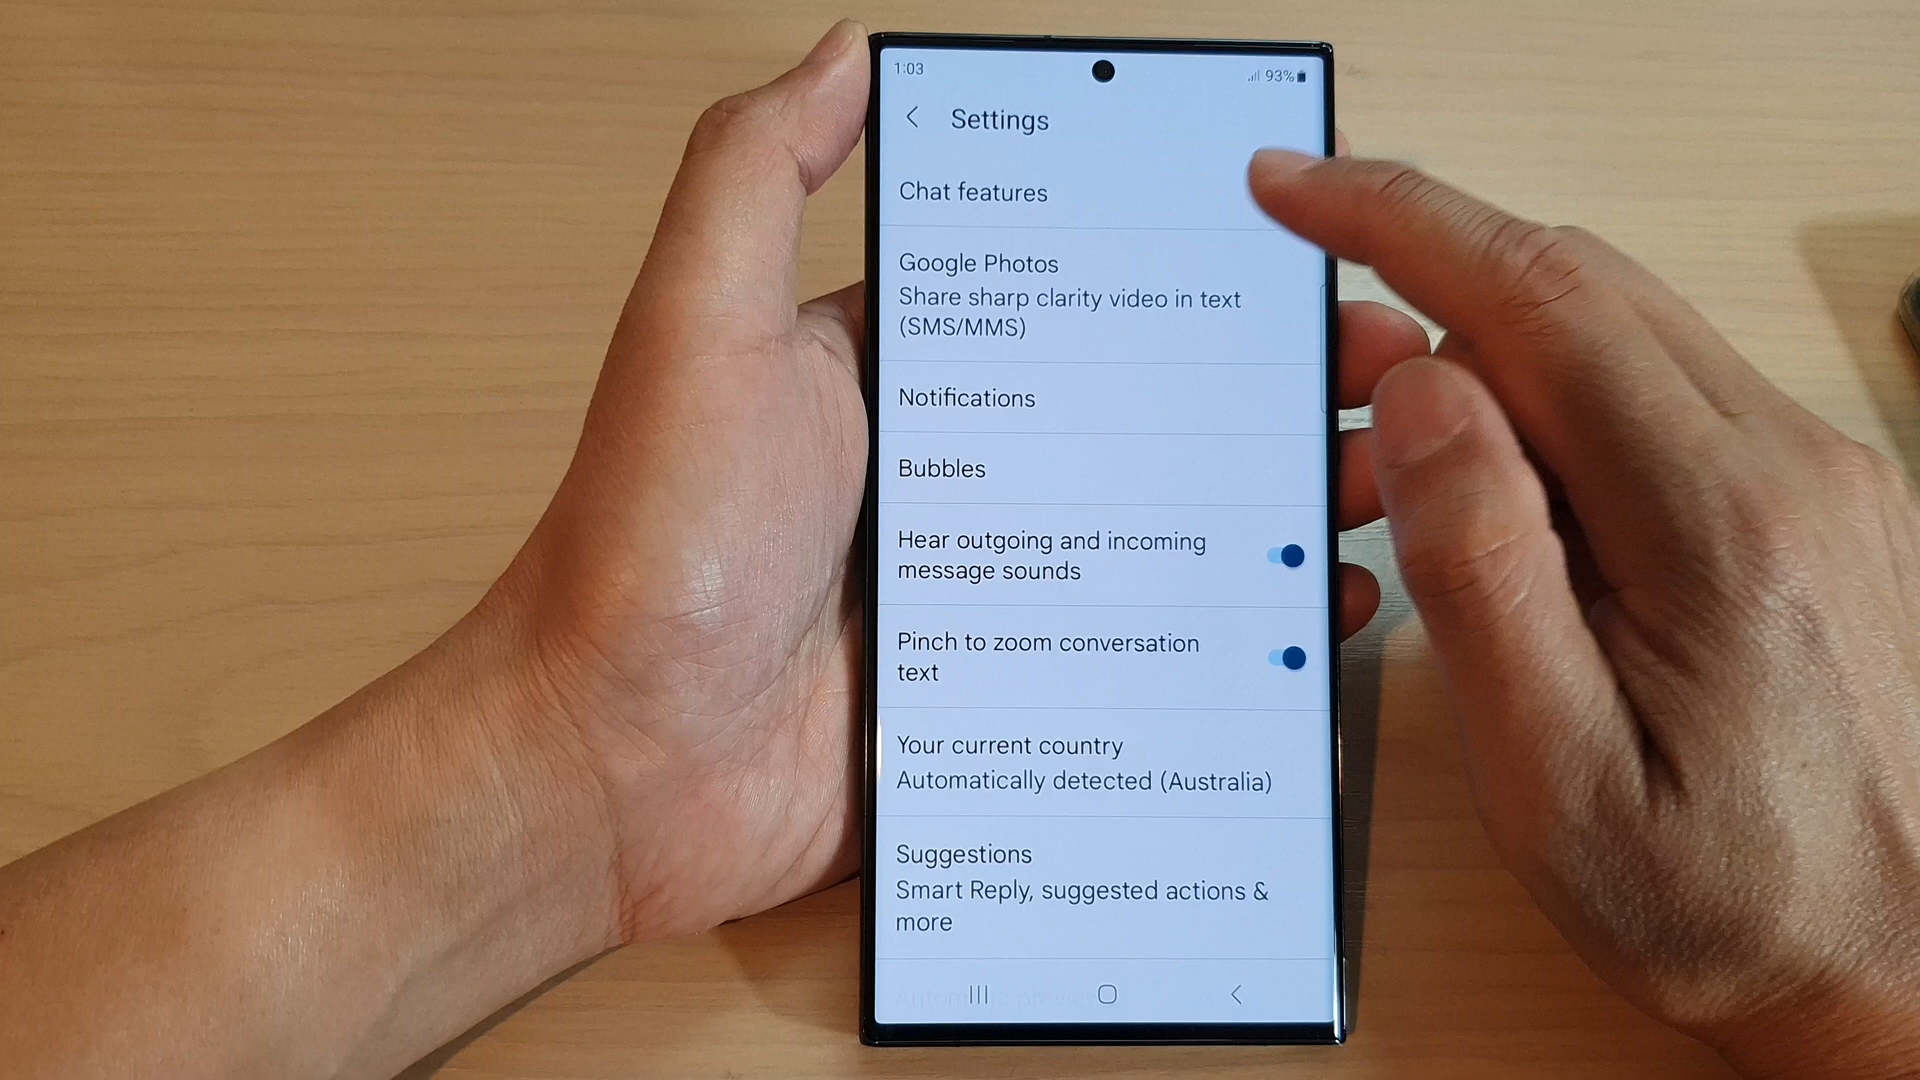 1:03
93%
Settings
Chat features
Google Photos
Share sharp clarity video in text
(SMS/MMS)
Notifications
Bubbles
Hear outgoing and incoming
message sounds
Pinch to zoom conversation
text
Your current country
Automatically detected (Australia)
Suggestions
Smart Reply, suggested actions &
more